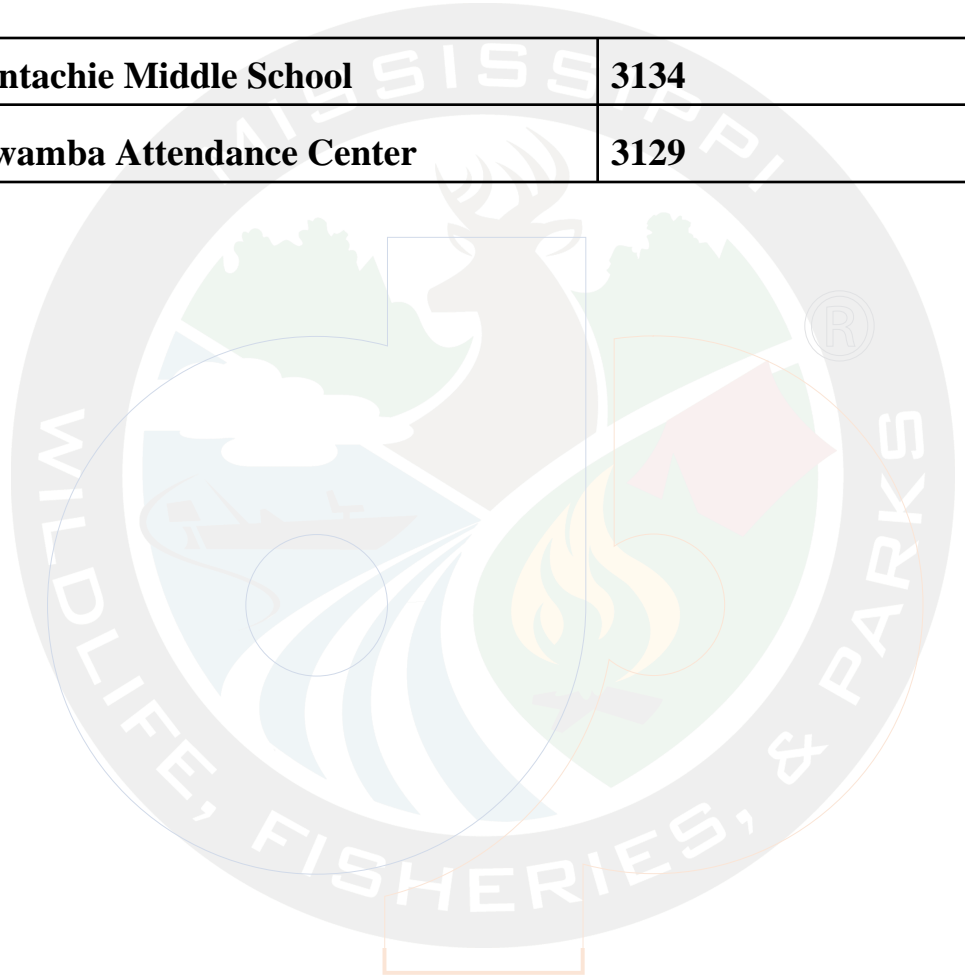 ntachie Middle School 3134
wamba Attendance Center 3129
MISSISSIPPI
®
WILDLIFE, FISHERIES, & PARKS